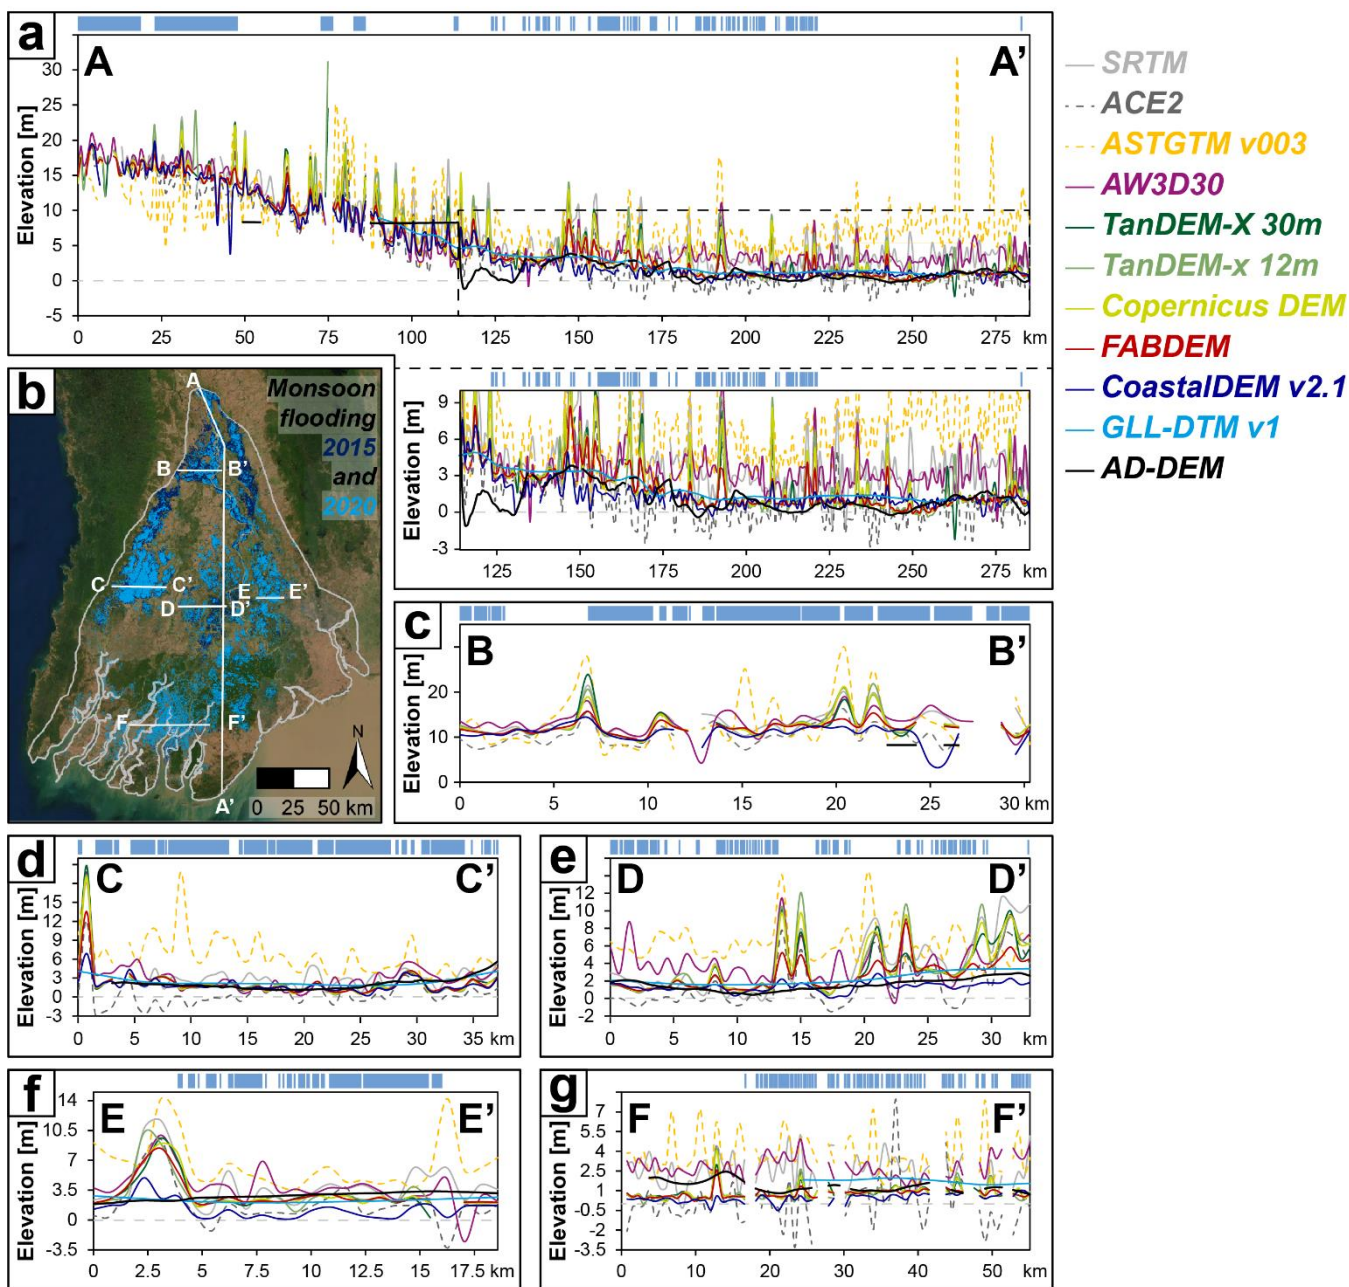 a
A
A'
Elevation [m]
30
25
20
15
10
5
0
-5
0
25
50
75
100
125
150
175
200
225
250
275
km
SRTM
ACE2
ASTGTM v003
AW3D30
TanDEM-X 30m
TanDEM-x 12m
Copernicus DEM
FABDEM
CoastalDEM v2.1
GLL-DTM v1
AD-DEM
Elevation [m]
9
6
3
0
-3
125
150
175
200
225
250
275
km
b
Monsoon
flooding
2015
and
2020
A
B
B'
C
C'
D
D'
E
E'
F
F'
A'
N
0 25 50 km
c
B
B'
Elevation [m]
20
10
0
0
5
10
15
20
25
30 km
d
C
C'
Elevation [m]
15
12
9
6
3
0
-3
0
5
10
15
20
25
30
35 km
e
D
D'
Elevation [m]
12
10
8
6
4
2
0
-2
0
5
10
15
20
25
30
km
f
E
E'
Elevation [m]
14
10.5
7
3.5
0
-3.5
0
2.5
5
7.5
10
12.5
15
17.5 km
g
F
F'
Elevation [m]
7
5.5
4
2.5
1
-0.5
-2
-3.5
0
10
20
30
40
50
km